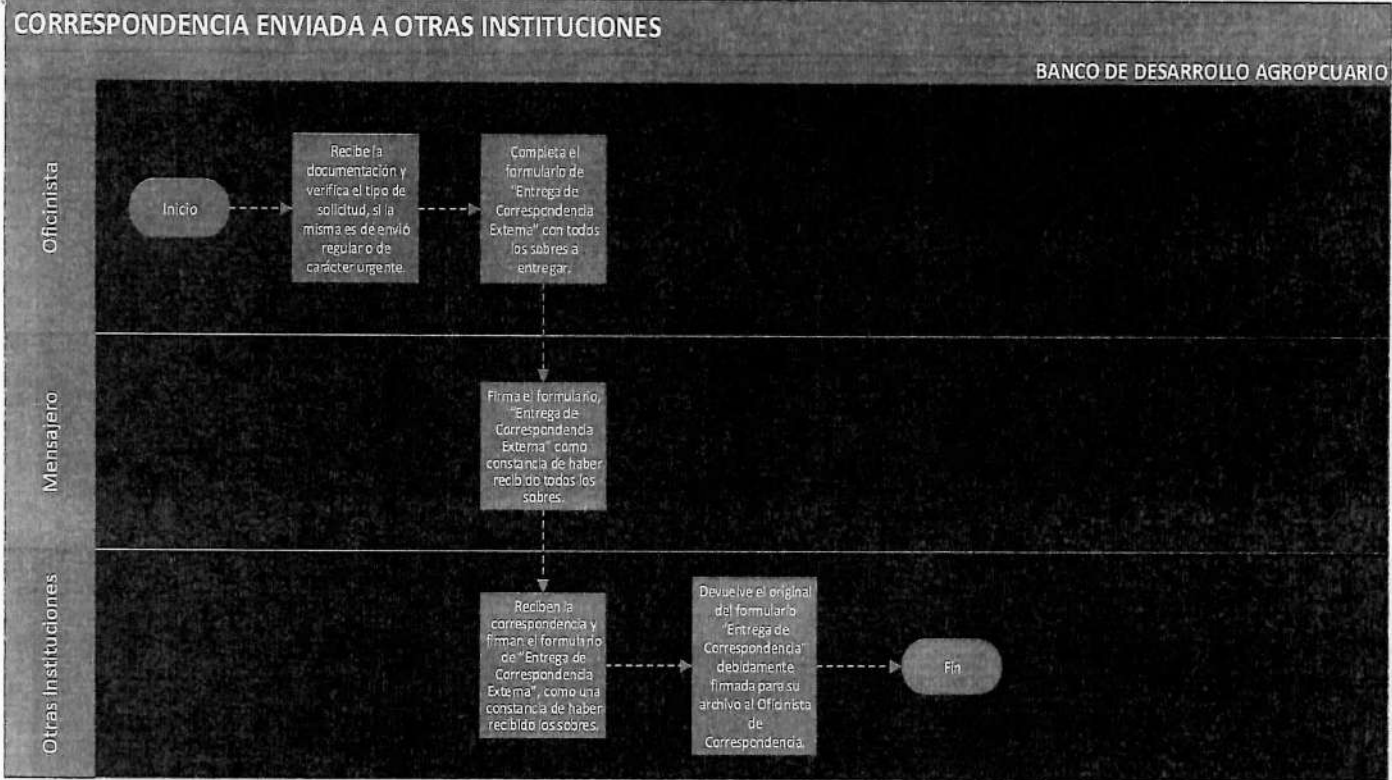 CORRESPONDENCIA ENVIADA A OTRAS INSTITUCIONES
BANCO DE DESARROLLO AGROPCUARIO
Oficinista
Inicio
Recibe la
documentación y
verifica el tipo de
solicitud, si la
misma es de envió
regular o de
carácter urgente.
Completa el
formulario de
"Entrega de
Correspondencia
Externa" con todos
los sobres a
entregar.
Mensajero
Firma el formulario,
"Entrega de
Correspondencia
Externa" como
constancia de haber
recibido todos los
sobres.
Otras Instituciones
Reciben la
correspondencia y
firman el formulario
de "Entrega de
Correspondencia
Externa", como una
constancia de haber
recibido los sobres.
Devuelve el original
del formulario
"Entrega de
Correspondencia"
debidamente
firmada para su
archivo al Oficinista
de
Correspondencia.
Fin